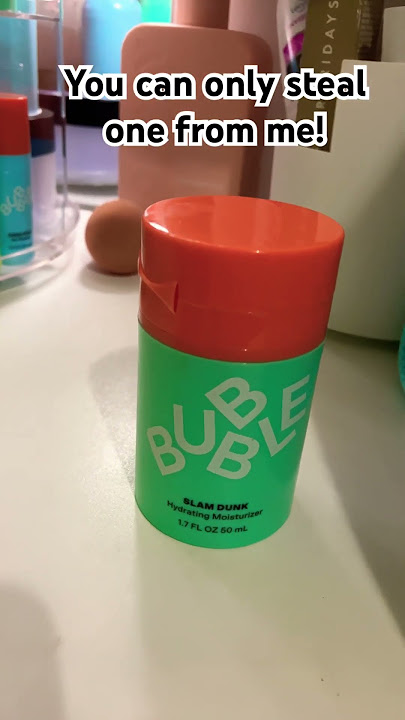 You can only steal
one from me!
BUBBLE
SLAM DUNK
Hydrating Moisturizer
1.7 FL OZ 50 mL